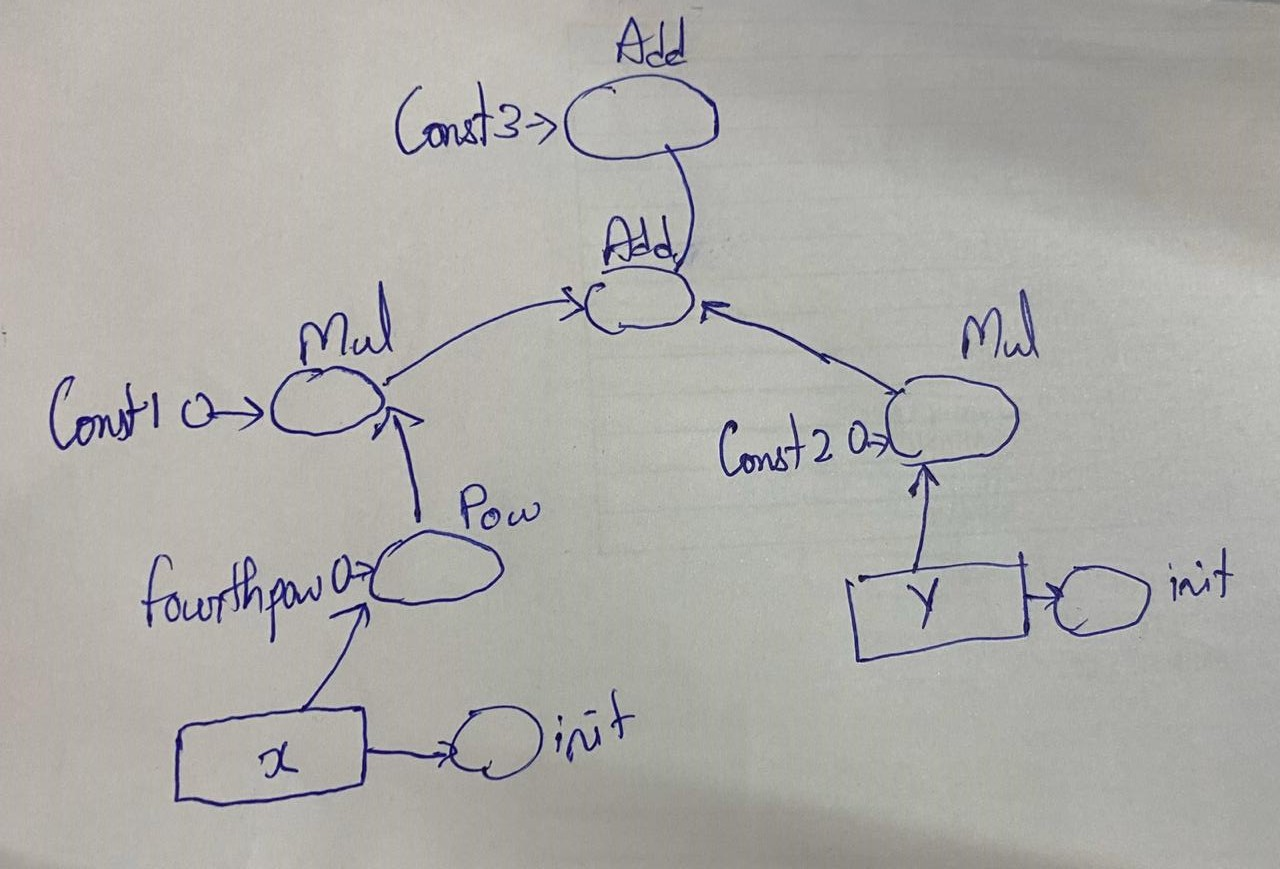 Add
Const3
Add
Mul
Mul
Const1
Const2
Pow
fourthpow
Y
init
x
init